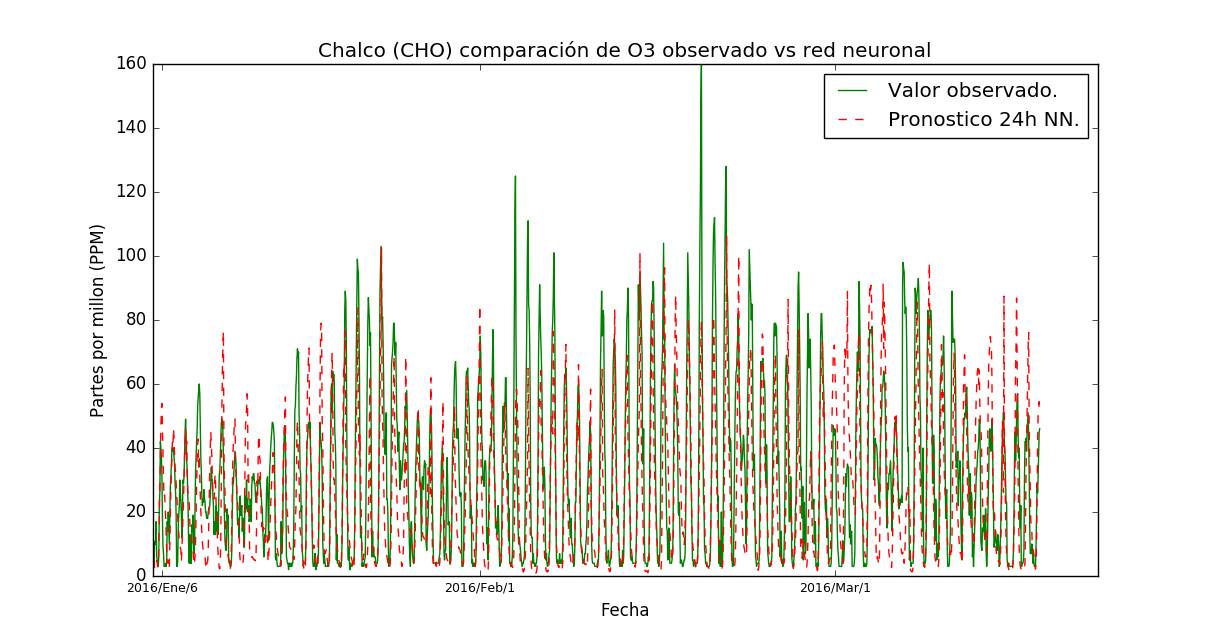 Chalco (CHO) comparación de O3 observado vs red neuronal
160
140
120
100
80
60
40
20
0
Partes por millon (PPM)
Valor observado.
Pronostico 24h NN.
2016/Ene/6
2016/Feb/1
2016/Mar/1
Fecha